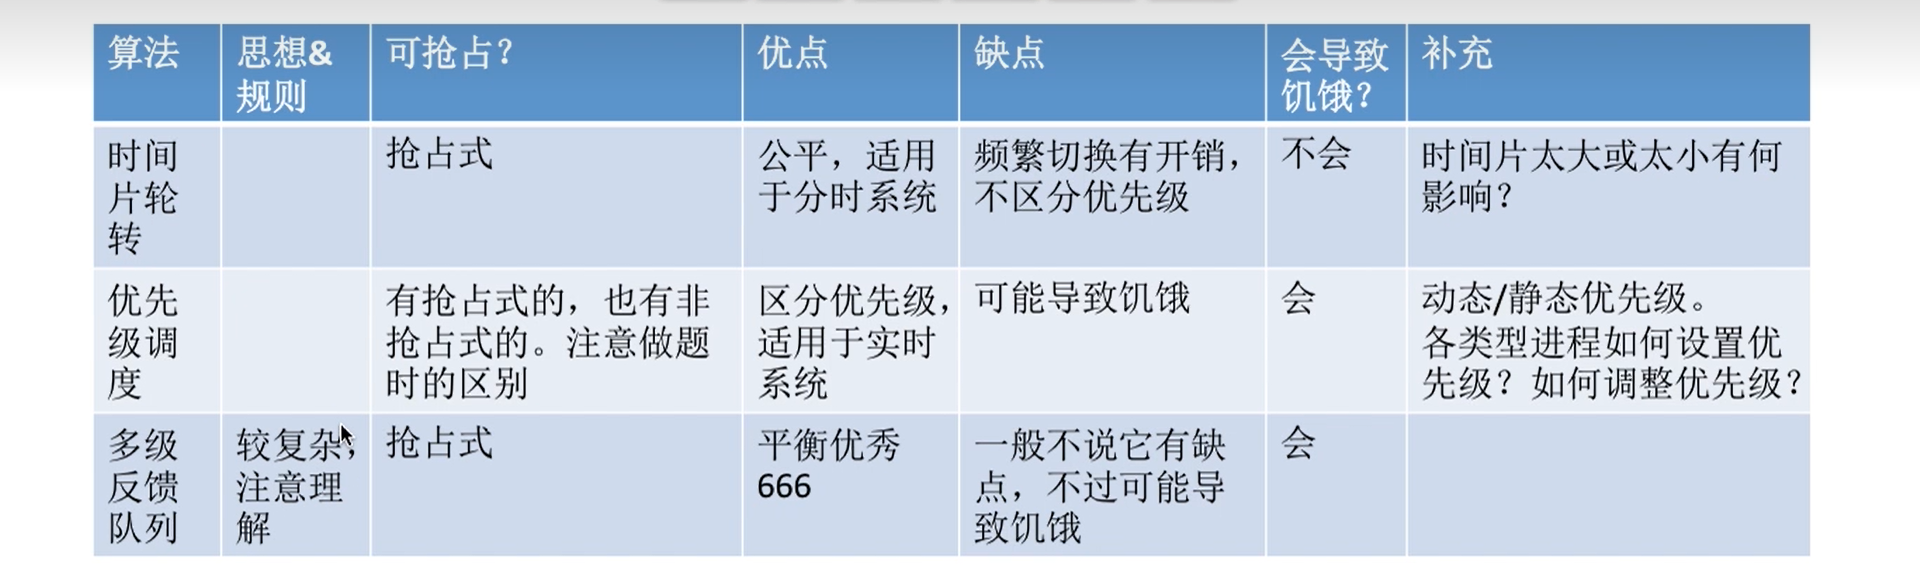 算法
思想&
规则
可抢占？
优点
缺点
会导致
饥饿？
补充
时间
片轮
转
抢占式
公平，适用
于分时系统
频繁切换有开销，
不区分优先级
不会
时间片太大或太小有何
影响？
优先
级调
度
有抢占式的，也有非
抢占式的。注意做题
时的区别
区分优先级，
适用于实时
系统
可能导致饥饿
会
动态/静态优先级。
各类型进程如何设置优
先级？如何调整优先级？
多级
反馈
队列
较复杂，
注意理
解
抢占式
平衡优秀
666
一般不说它有缺
点，不过可能导
致饥饿
会